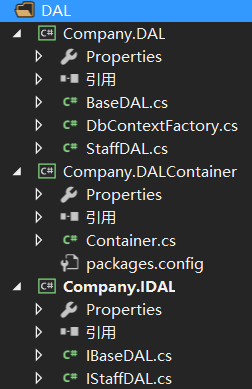 DAL
Company.DAL
Properties
引用
BaseDAL.cs
DbContextFactory.cs
StaffDAL.cs
Company.DALContainer
Properties
引用
Container.cs
packages.config
Company.IDAL
Properties
引用
IBaseDAL.cs
IStaffDAL.cs